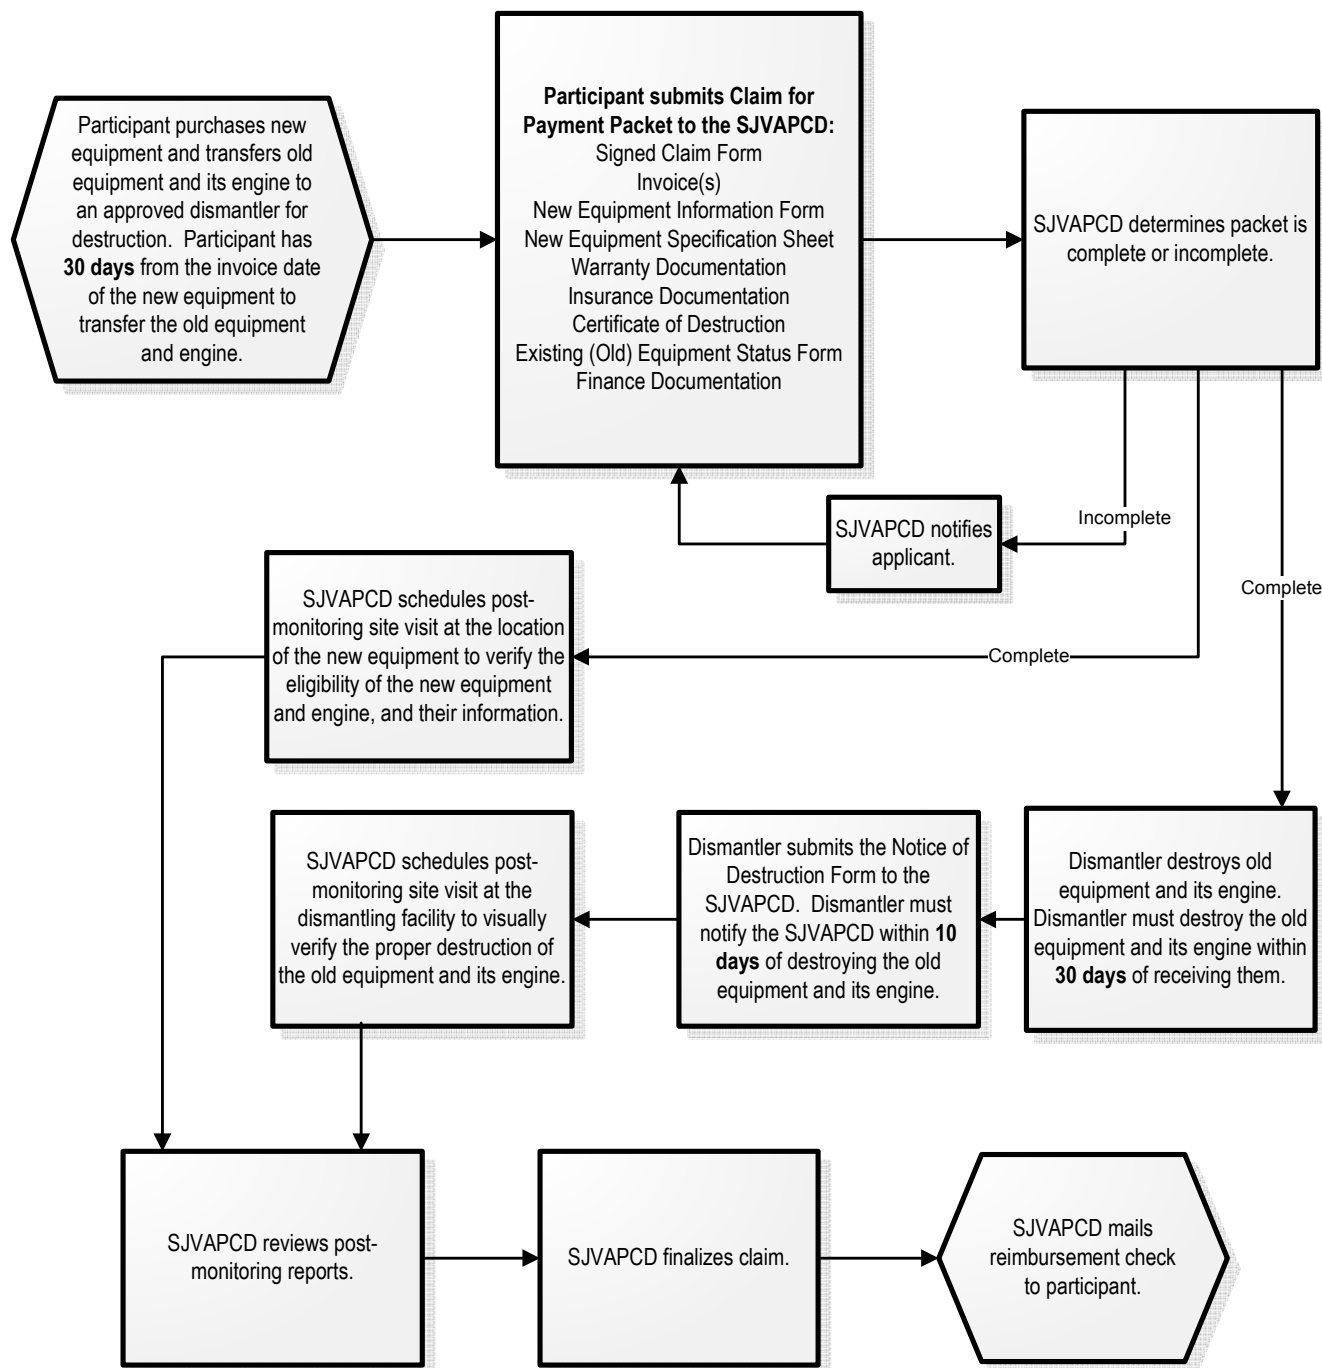 Participant purchases new
equipment and transfers old
equipment and its engine to
an approved dismantler for
destruction.  Participant has
30 days from the invoice date
of the new equipment to
transfer the old equipment
and engine.
Participant submits Claim for
Payment Packet to the SJVAPCD:
Signed Claim Form
Invoice(s)
New Equipment Information Form
New Equipment Specification Sheet
Warranty Documentation
Insurance Documentation
Certificate of Destruction
Existing (Old) Equipment Status Form
Finance Documentation
SJVAPCD determines packet is
complete or incomplete.
Incomplete
SJVAPCD notifies
applicant.
Complete
Complete
SJVAPCD schedules post-
monitoring site visit at the location
of the new equipment to verify the
eligibility of the new equipment
and engine, and their information.
Dismantler destroys old
equipment and its engine.
Dismantler must destroy the old
equipment and its engine within
30 days of receiving them.
Dismantler submits the Notice of
Destruction Form to the
SJVAPCD.  Dismantler must
notify the SJVAPCD within 10
days of destroying the old
equipment and its engine.
SJVAPCD schedules post-
monitoring site visit at the
dismantling facility to visually
verify the proper destruction of
the old equipment and its engine.
SJVAPCD reviews post-
monitoring reports.
SJVAPCD finalizes claim.
SJVAPCD mails
reimbursement check
to participant.